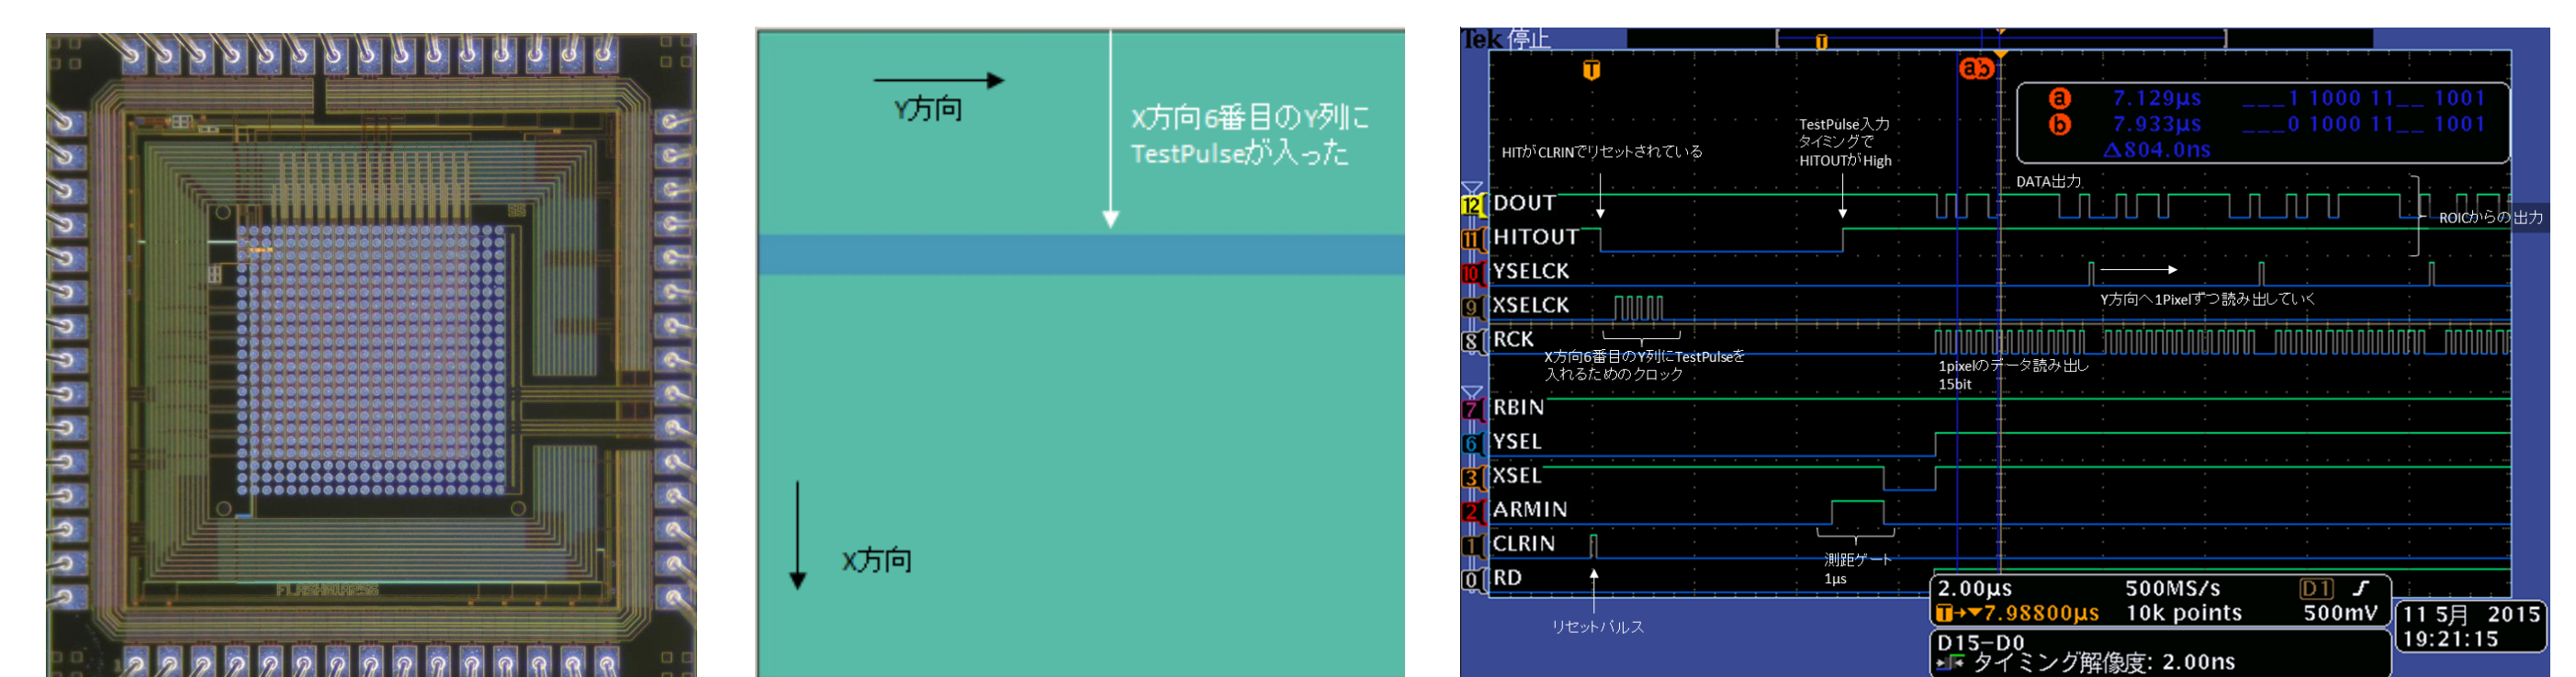 Y方向
X方向6番目のY列に
TestPulseが入った
X方向
Tek 停止
T
T
a b
a 7.129µs ___1 1000 11__ 1001
b 7.933µs ___0 1000 11__ 1001
Δ804.0ns
TestPulse入力
タイミングで
HITOUTがHigh
HITがCLRINでリセットされている
DATA出力
12 DOUT
ROICからの出力
11 HITOUT
10 YSELCK
Y方向へ1Pixelずつ読み出していく
9 XSELCK
8 RCK
X方向6番目のY列にTestPulseを
入れるためのクロック
1pixelのデータ読み出し
15bit
7 RBIN
6 YSEL
3 XSEL
2 ARMIN
1 CLRIN
測距ゲート
1µs
0 RD
リセットパルス
2.00µs 500MS/s D1
T→▼7.98800µs 10k points 500mV
11 5月 2015
19:21:15
D15-D0
タイミング解像度: 2.00ns